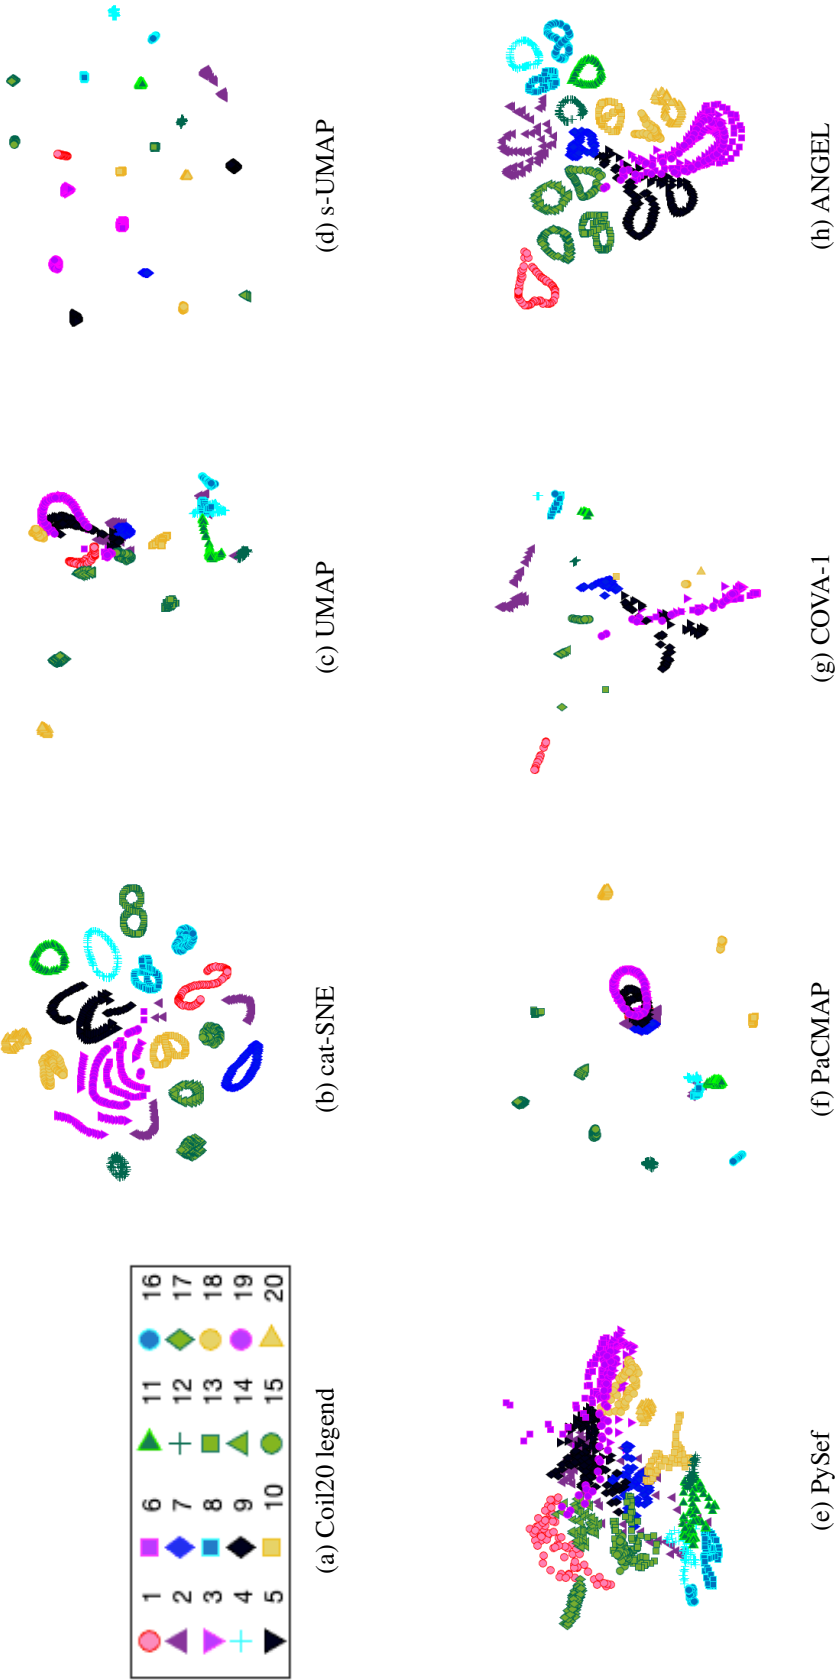 1 6 11 16
2 7 12 17
3 8 13 18
4 9 14 19
5 10 15 20
(a) Coil20 legend
(b) cat-SNE
(c) UMAP
(d) s-UMAP
(e) PySef
(f) PaCMAP
(g) COVA-1
(h) ANGEL